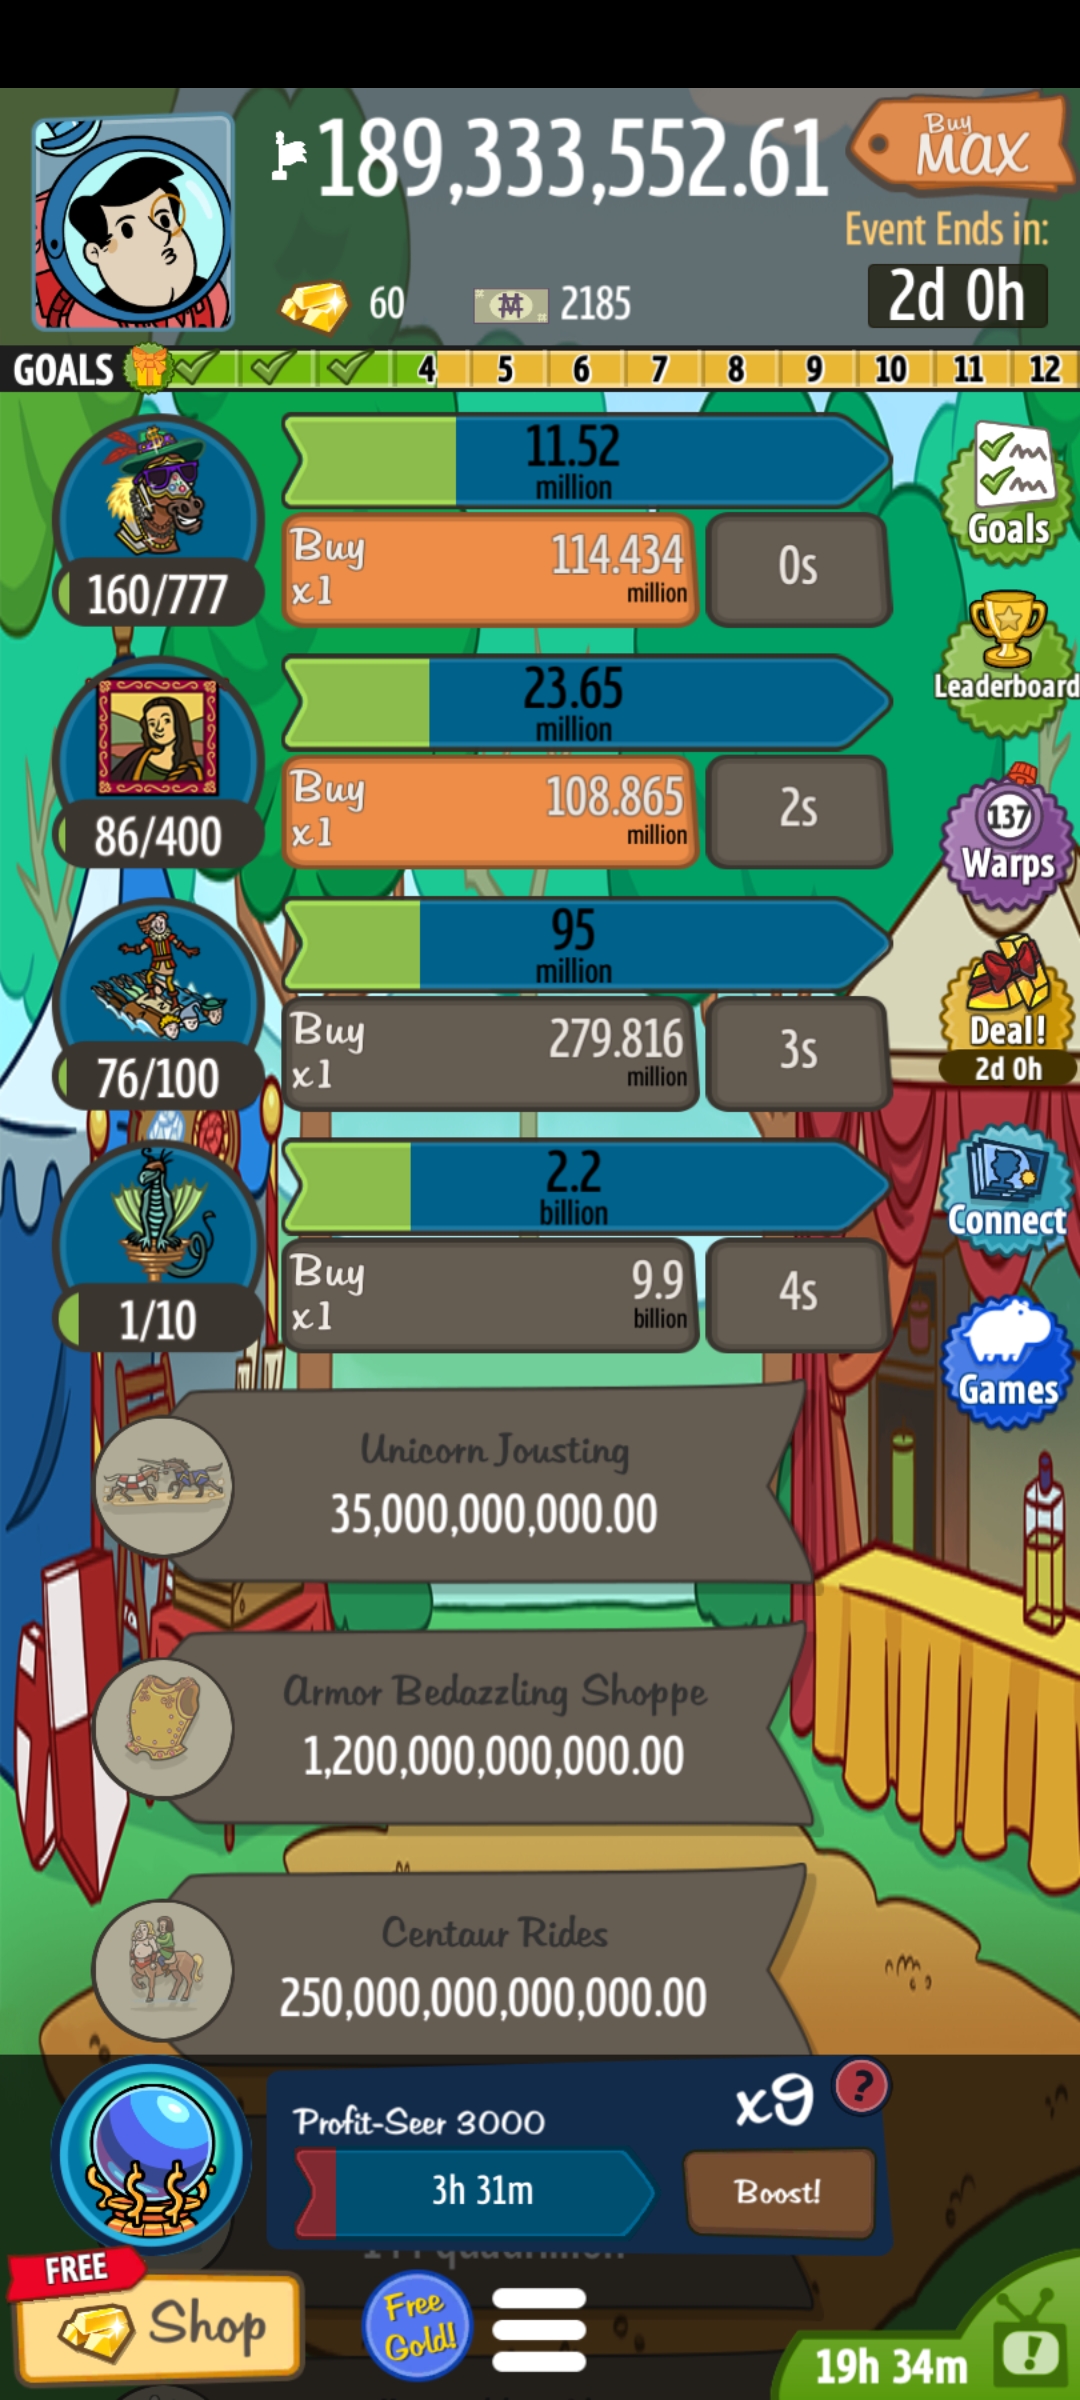 189,333,552.61
Buy
MAX
Event Ends in:
2d 0h
60
2185
GOALS
4 5 6 7 8 9 10 11 12
11.52
million
Buy
x1
114.434
million
0s
160/777
Goals
Leaderboard
23.65
million
Buy
x1
108.865
million
2s
86/400
137
Warps
95
million
Buy
x1
279.816
million
3s
76/100
Deal!
2d 0h
2.2
billion
Buy
x1
9.9
billion
4s
1/10
Connect
Games
Unicorn Jousting
35,000,000,000.00
Armor Bedazzling Shoppe
1,200,000,000,000.00
Centaur Rides
250,000,000,000,000.00
Profit-Seer 3000
x9
?
3h 31m
Boost!
FREE
Shop
Free
Gold!
19h 34m
!